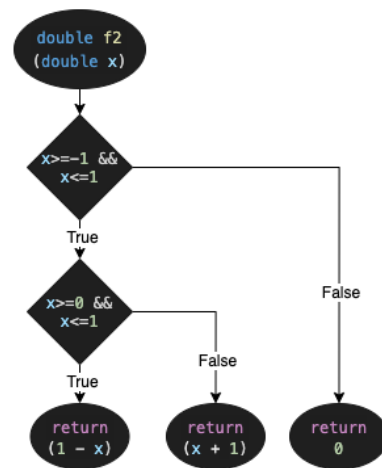 double f2
(double x)
x>=-1 &&
x<=1
True
False
x>=0 &&
x<=1
True
False
return
(1 - x)
return
(x + 1)
return
0